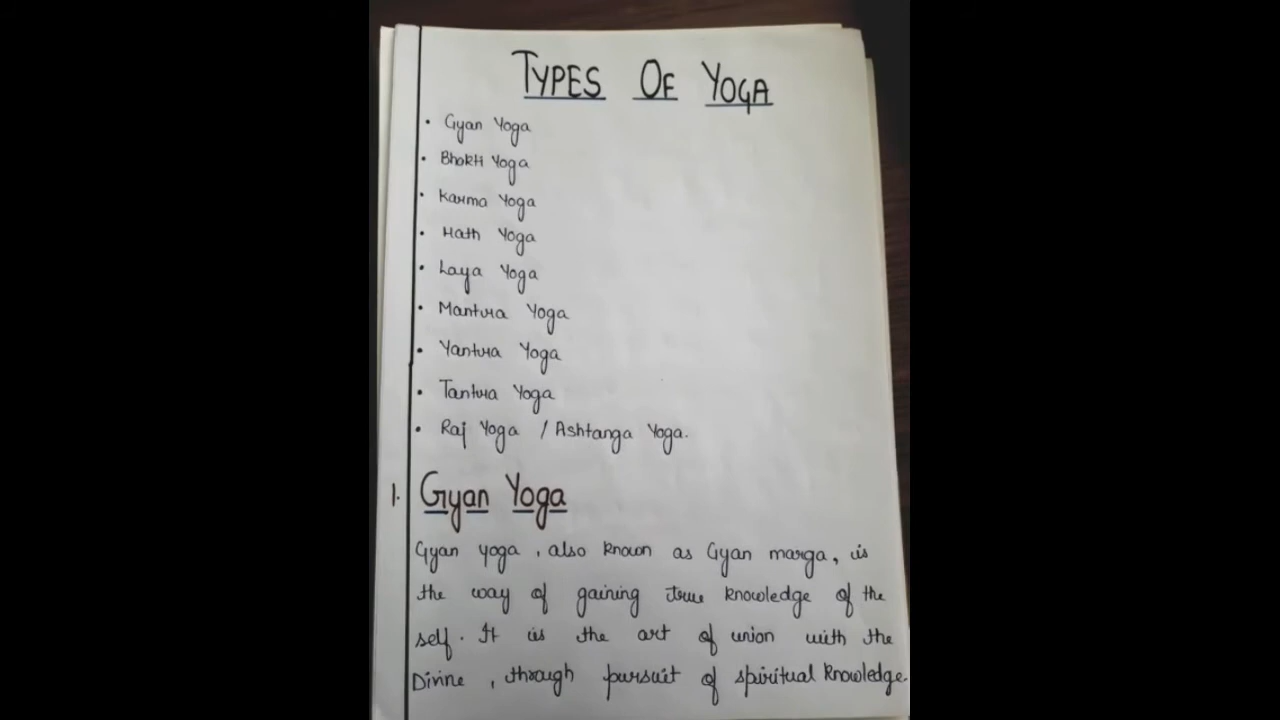 TYPES OF YOGA
• Gyan Yoga
• Bhakti Yoga
• Karma Yoga
• Hath Yoga
• Laya Yoga
• Mantra Yoga
• Yantra Yoga
• Tantra Yoga
• Raj Yoga / Ashtanga Yoga.
1. Gyan Yoga
Gyan yoga , also known as Gyan marga, is
the way of gaining true knowledge of the
self. It is the art of union with the
Divine , through pursuit of spiritual knowledge.